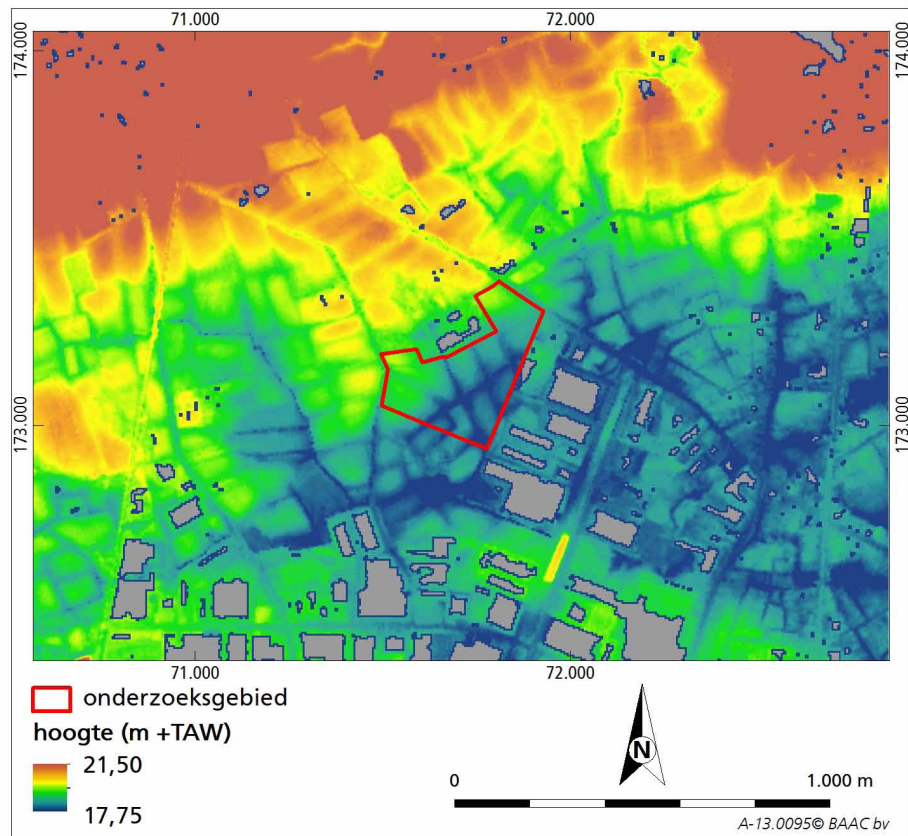 71.000 72.000
174.000 174.000
173.000 173.000
71.000 72.000
onderzoeksgebied
hoogte (m +TAW)
21,50
17,75
N
0 1.000 m
A-13.0095© BAAC bv